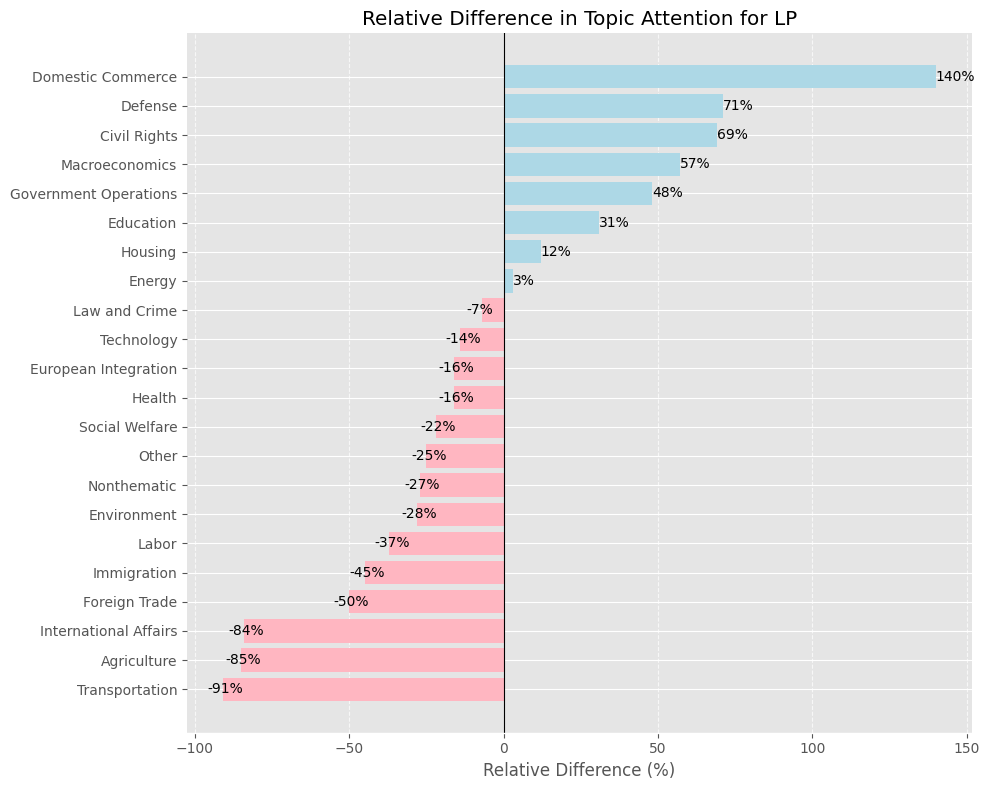 Relative Difference in Topic Attention for LP
Domestic Commerce 140%
Defense 71%
Civil Rights 69%
Macroeconomics 57%
Government Operations 48%
Education 31%
Housing 12%
Energy 3%
Law and Crime -7%
Technology -14%
European Integration -16%
Health -16%
Social Welfare -22%
Other -25%
Nonthematic -27%
Environment -28%
Labor -37%
Immigration -45%
Foreign Trade -50%
International Affairs -84%
Agriculture -85%
Transportation -91%
−100 −50 0 50 100 150
Relative Difference (%)